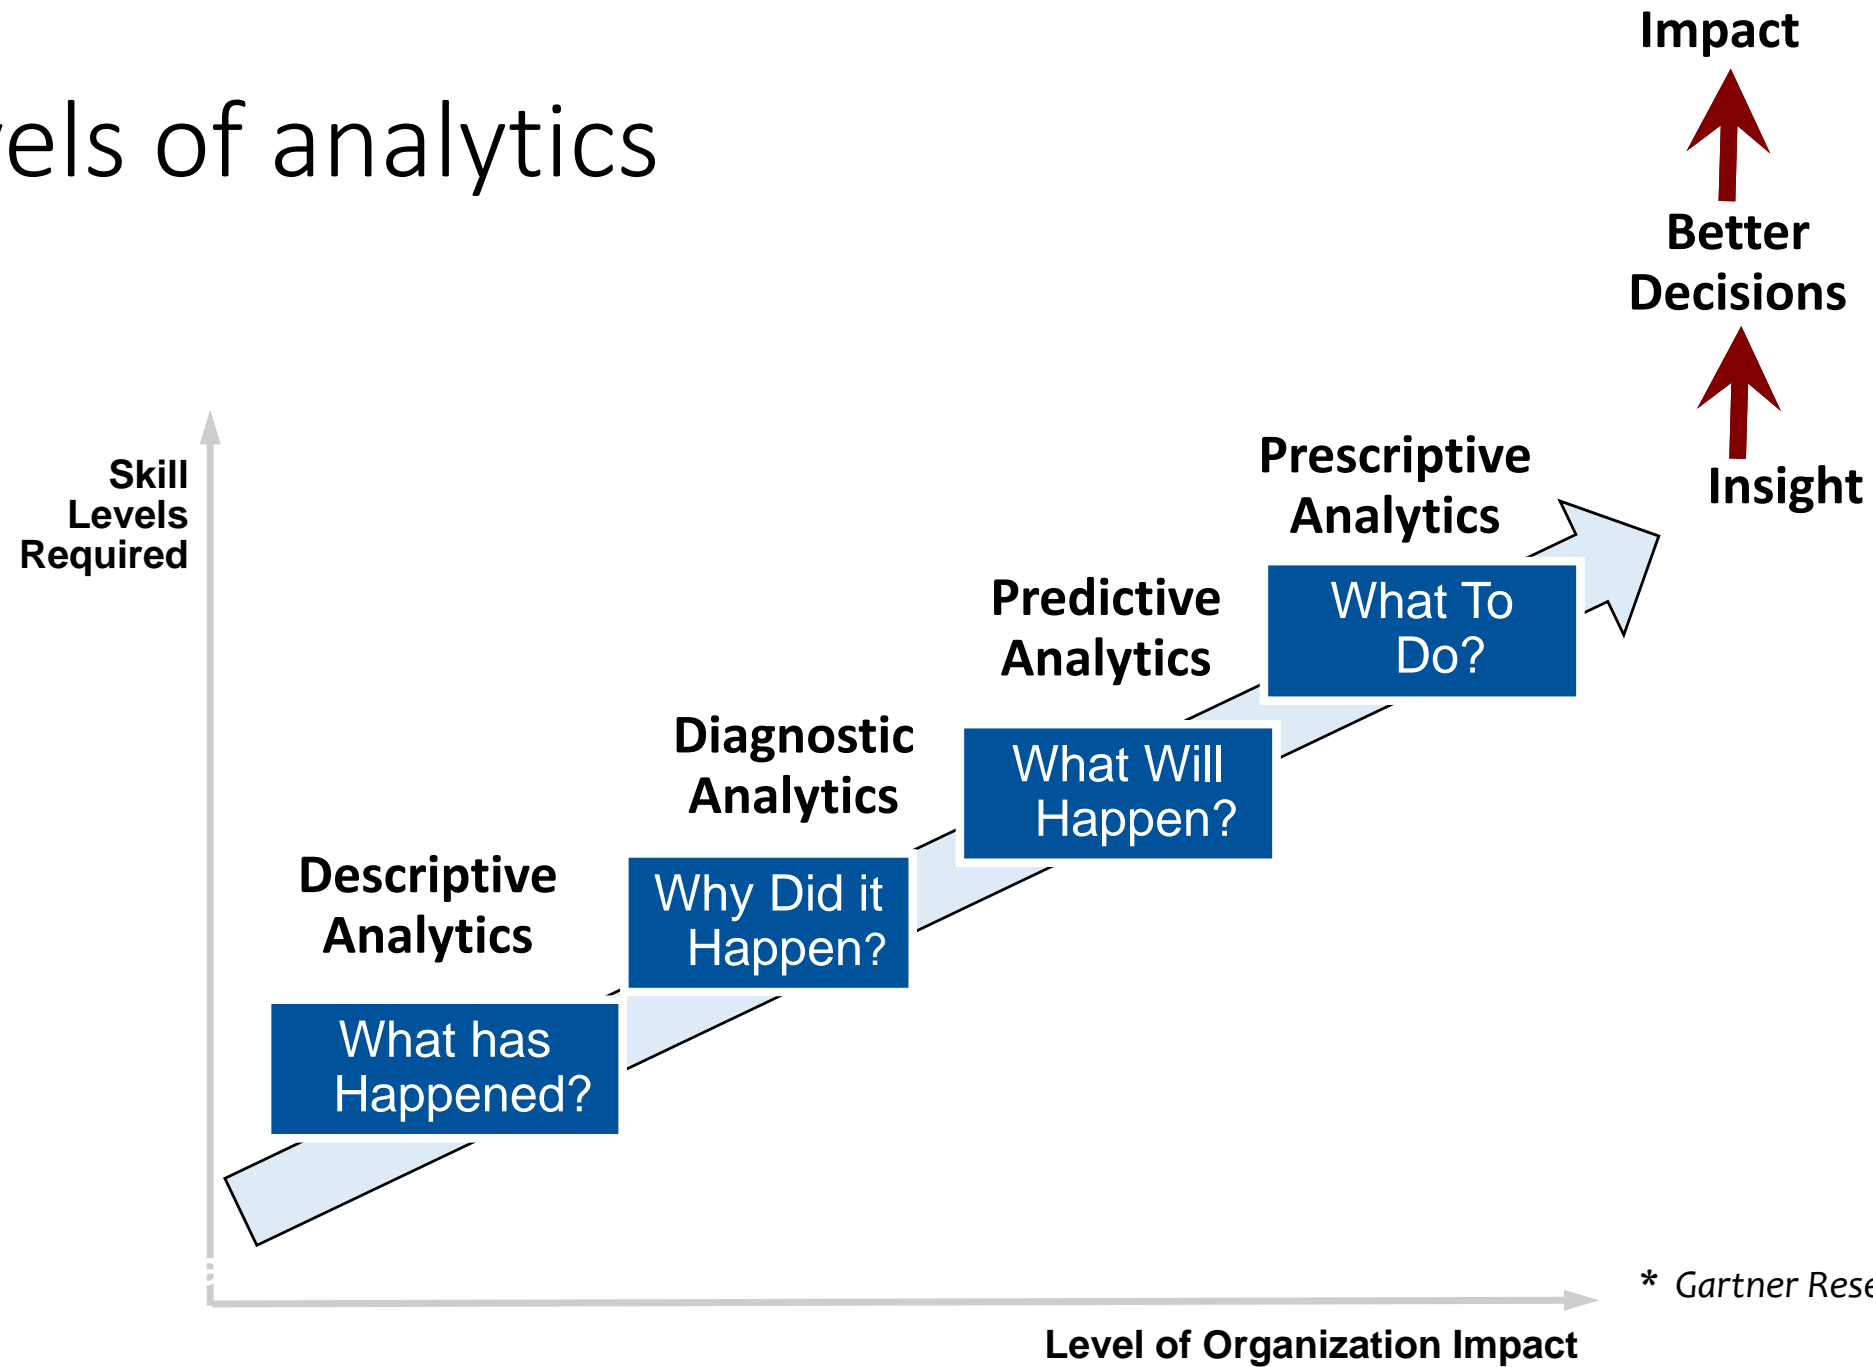 Impact
els of analytics
Better
Decisions
Insight
Skill
Levels
Required
Prescriptive
Analytics
What To
Do?
Predictive
Analytics
What Will
Happen?
Diagnostic
Analytics
Why Did it
Happen?
Descriptive
Analytics
What has
Happened?
* Gartner
Level of Organization Impact